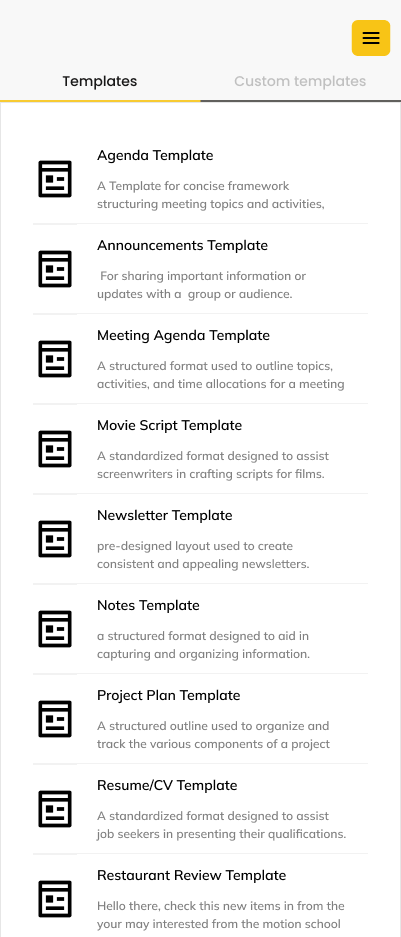 Templates
Custom templates
Agenda Template
A Template for concise framework
structuring meeting topics and activities,
Announcements Template
For sharing important information or
updates with a group or audience.
Meeting Agenda Template
A structured format used to outline topics,
activities, and time allocations for a meeting
Movie Script Template
A standardized format designed to assist
screenwriters in crafting scripts for films.
Newsletter Template
pre-designed layout used to create
consistent and appealing newsletters.
Notes Template
a structured format designed to aid in
capturing and organizing information.
Project Plan Template
A structured outline used to organize and
track the various components of a project
Resume/CV Template
A standardized format designed to assist
job seekers in presenting their qualifications.
Restaurant Review Template
Hello there, check this new items in from the
your may interested from the motion school